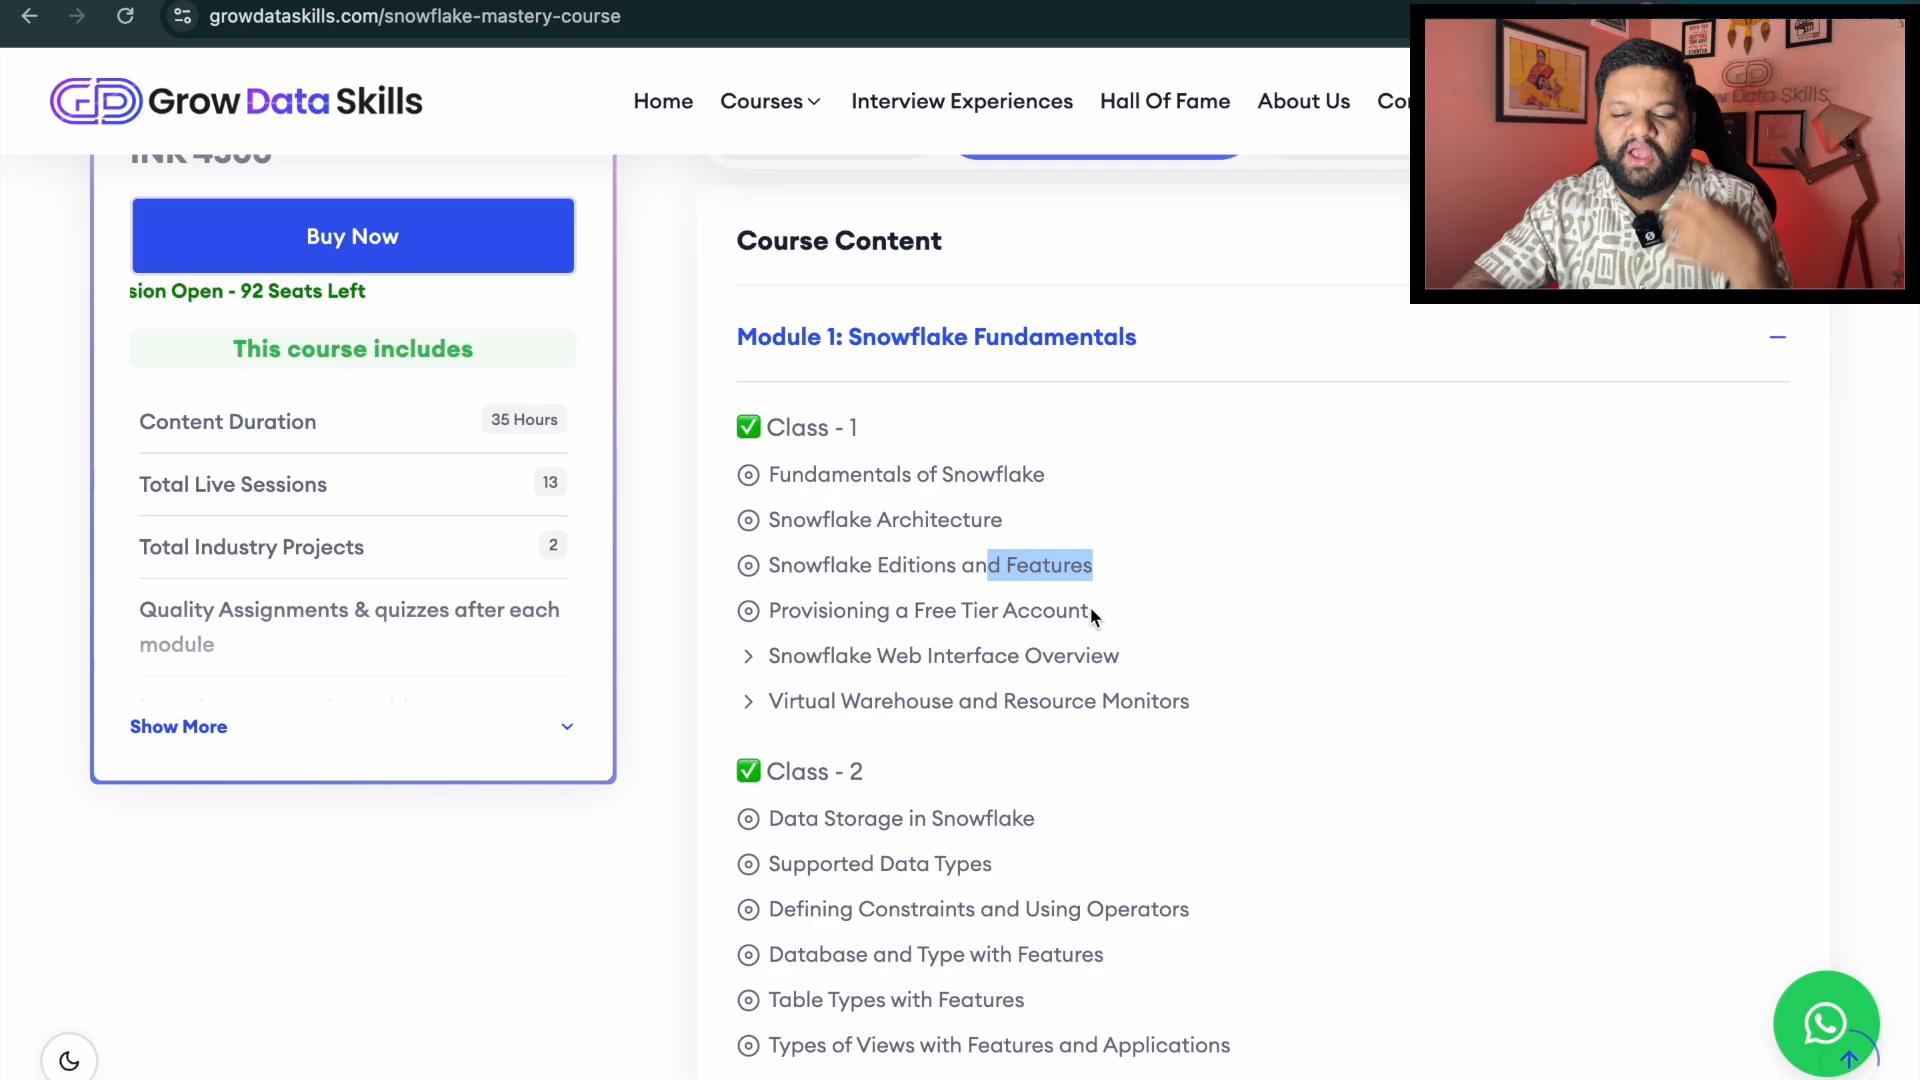 growdataskills.com/snowflake-mastery-course
Grow Data Skills
Home
Courses
Interview Experiences
Hall Of Fame
About Us
Buy Now
sion Open - 92 Seats Left
This course includes
Content Duration
35 Hours
Total Live Sessions
13
Total Industry Projects
2
Quality Assignments & quizzes after each
module
Show More
Course Content
Module 1: Snowflake Fundamentals
Class - 1
Fundamentals of Snowflake
Snowflake Architecture
Snowflake Editions and Features
Provisioning a Free Tier Account
Snowflake Web Interface Overview
Virtual Warehouse and Resource Monitors
Class - 2
Data Storage in Snowflake
Supported Data Types
Defining Constraints and Using Operators
Database and Type with Features
Table Types with Features
Types of Views with Features and Applications